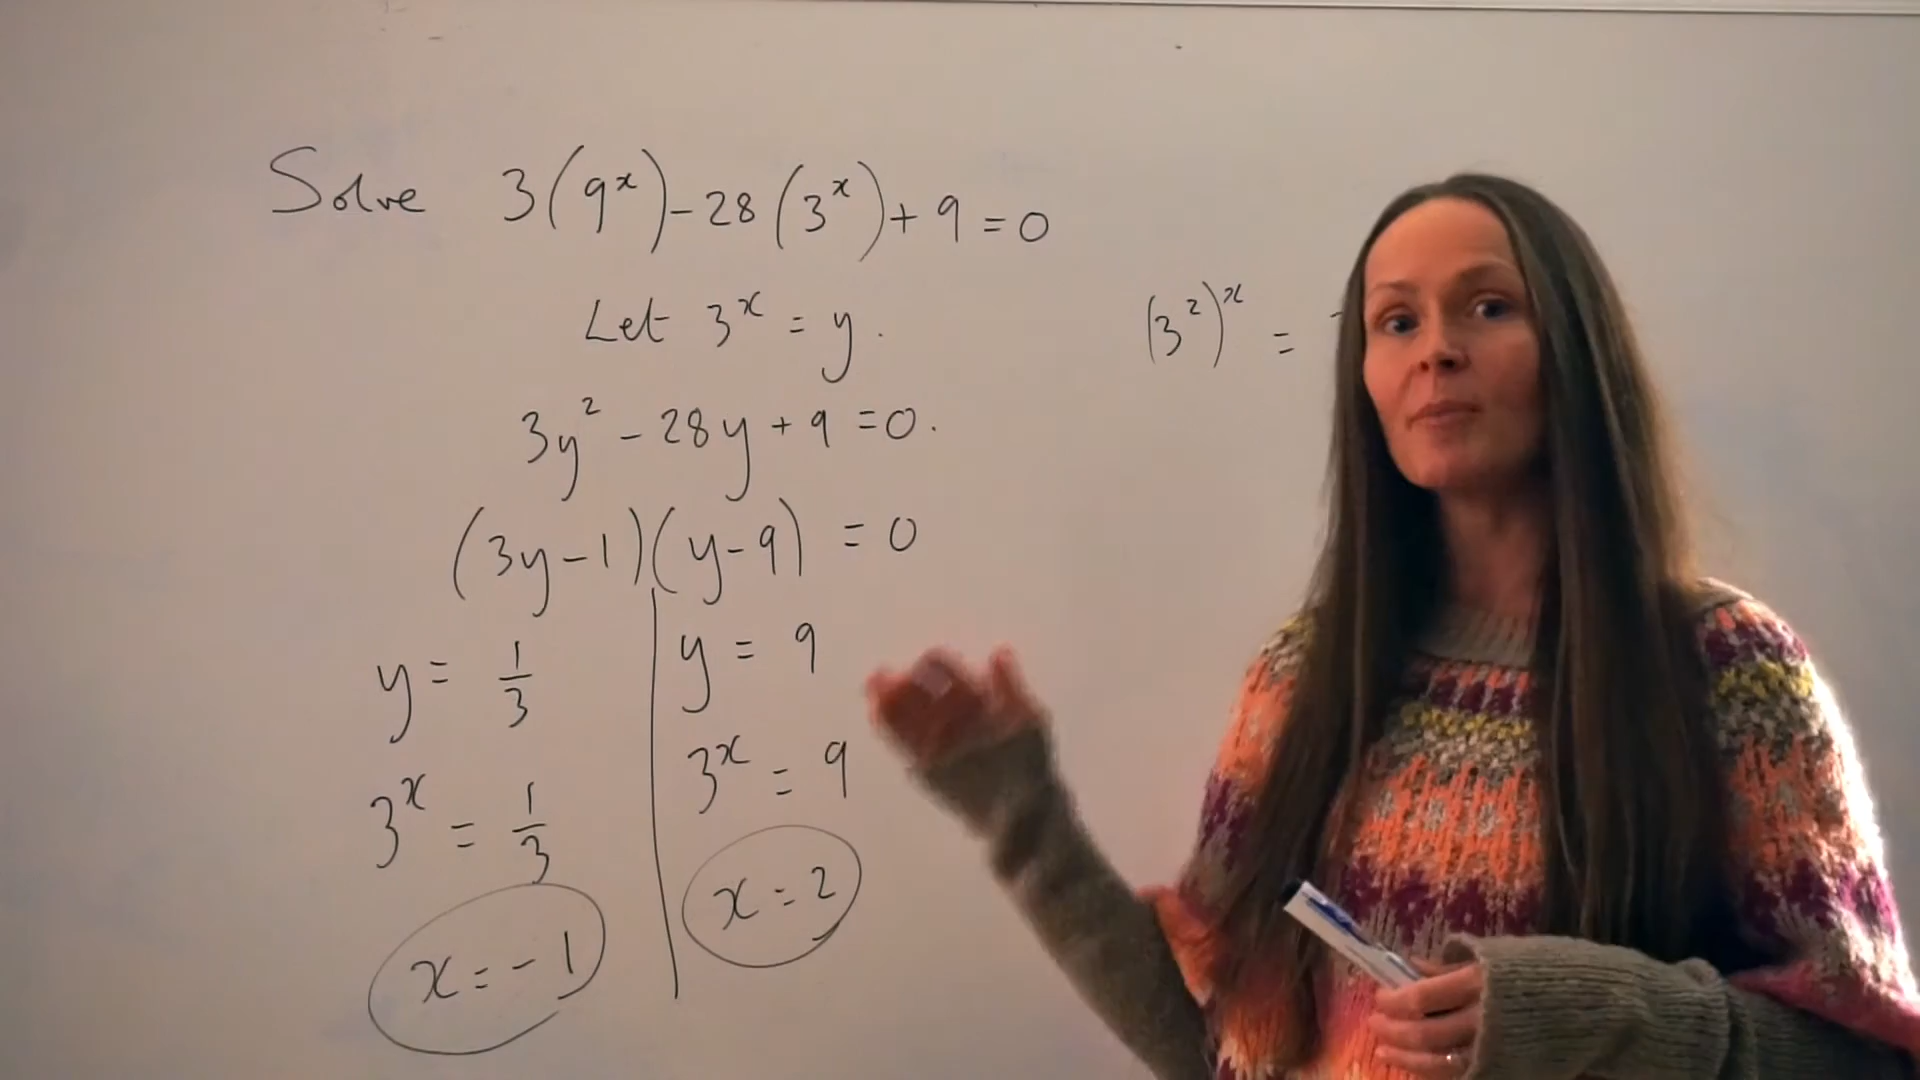 Solve 3(9^x) - 28(3^x) + 9 = 0
Let 3^x = y.
(3^2)^x =
3y^2 - 28y + 9 = 0.
(3y - 1)(y - 9) = 0
y = 1/3
3^x = 1/3
x = -1
y = 9
3^x = 9
x = 2